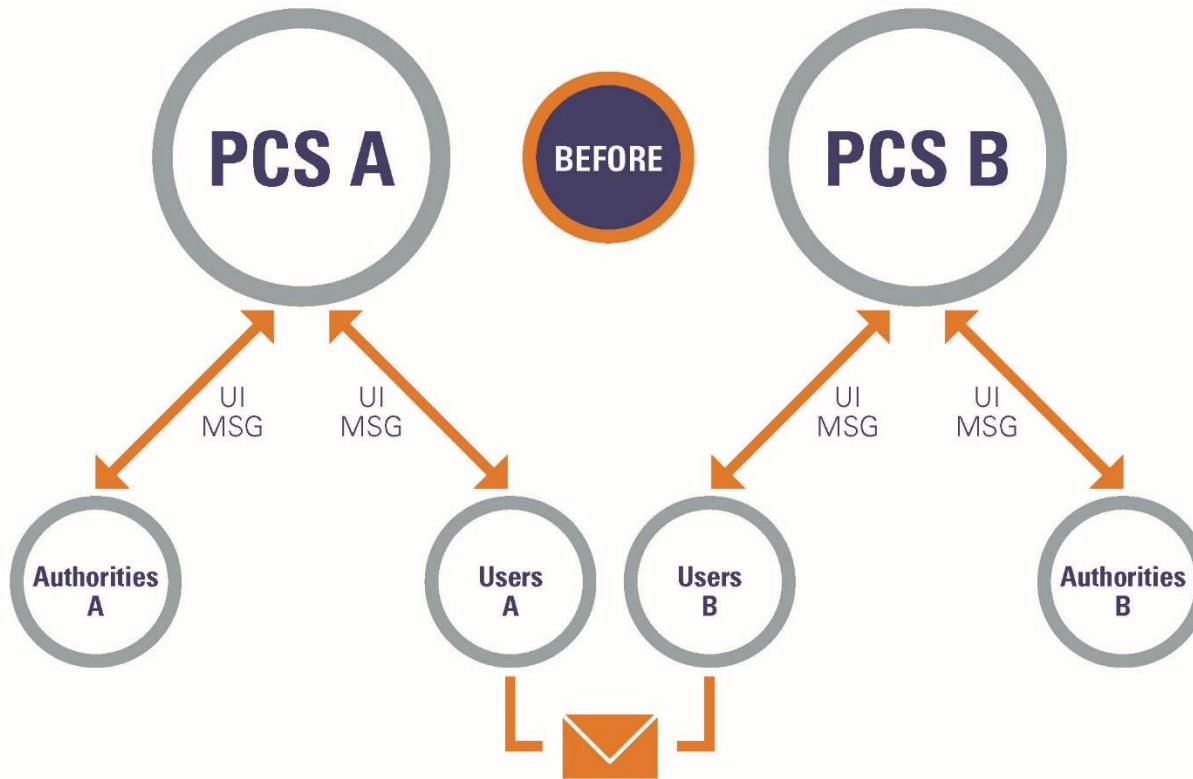 PCS A
BEFORE
PCS B
UI
MSG
UI
MSG
UI
MSG
UI
MSG
Authorities
A
Users
A
Users
B
Authorities
B